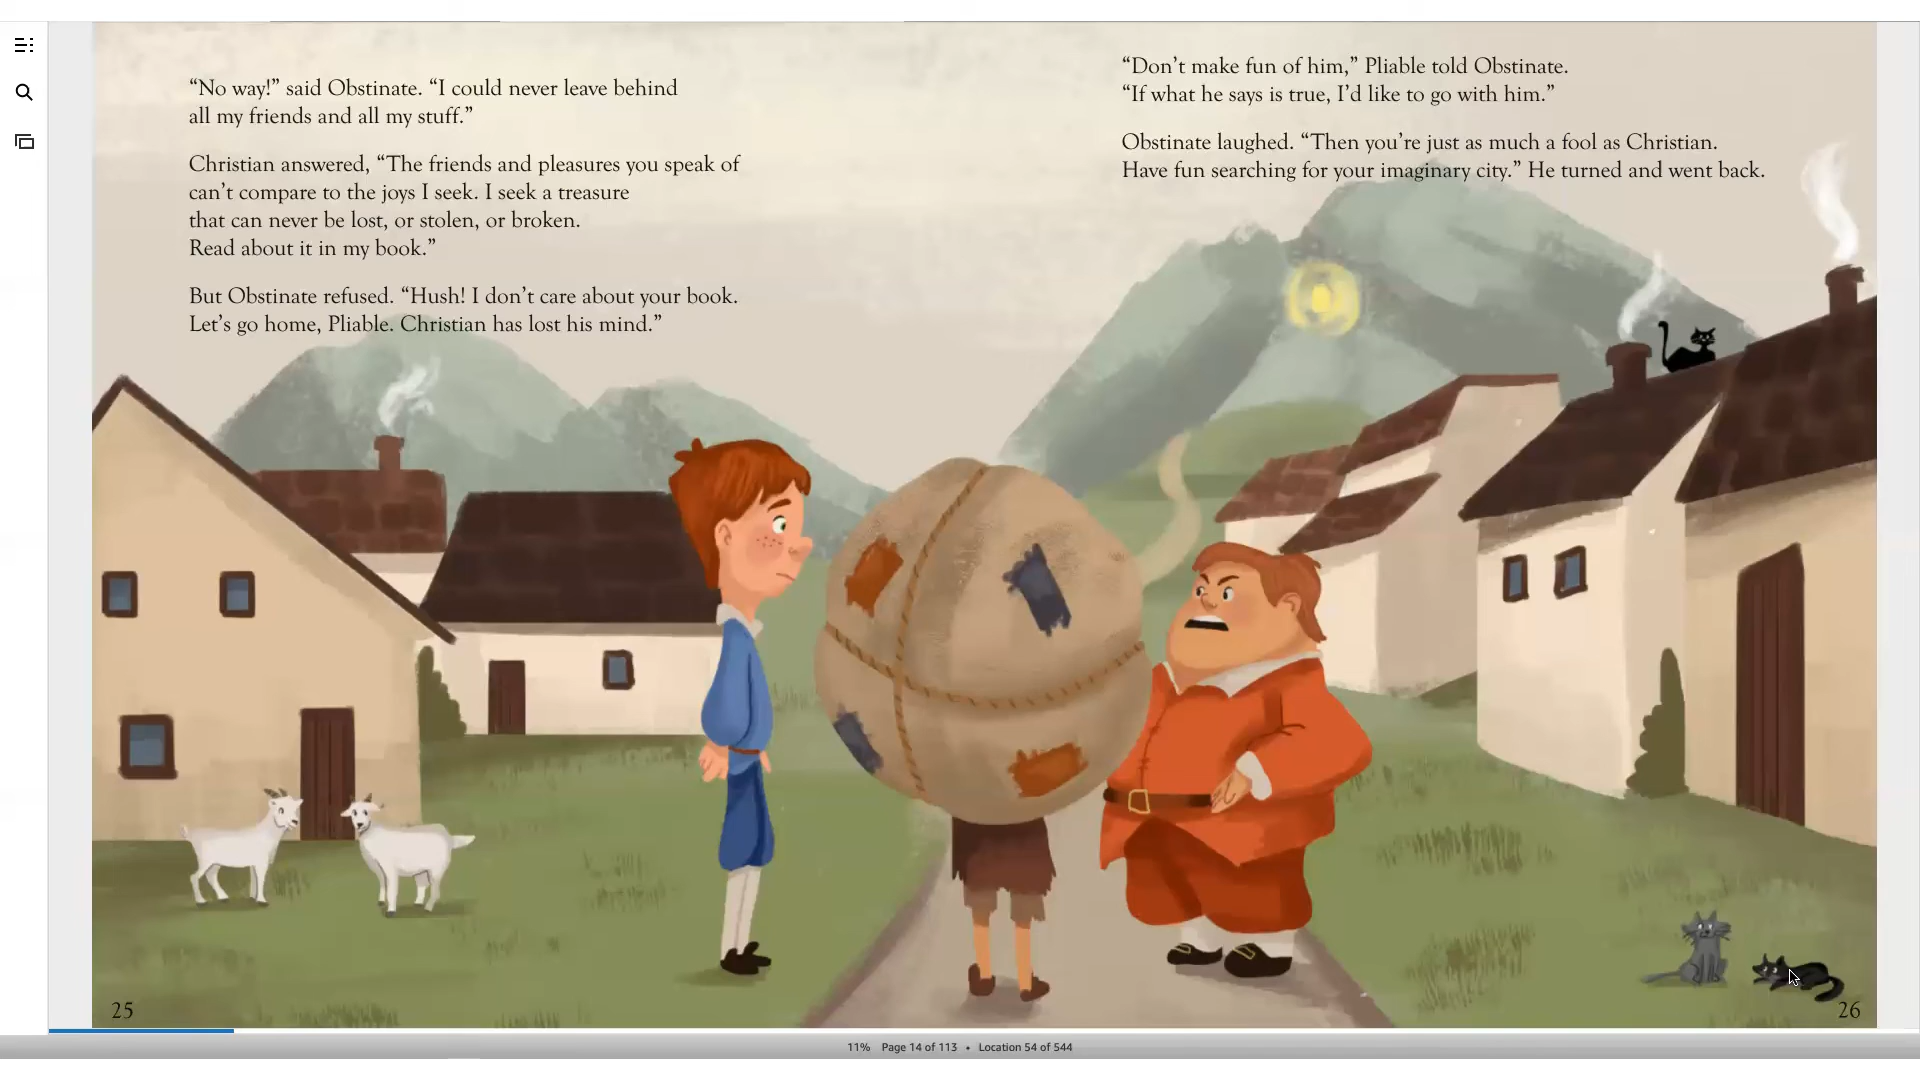 “No way!” said Obstinate. “I could never leave behind
all my friends and all my stuff.”
Christian answered, “The friends and pleasures you speak of
can’t compare to the joys I seek. I seek a treasure
that can never be lost, or stolen, or broken.
Read about it in my book.”
But Obstinate refused. “Hush! I don’t care about your book.
Let’s go home, Pliable. Christian has lost his mind.”
“Don’t make fun of him,” Pliable told Obstinate.
“If what he says is true, I’d like to go with him.”
Obstinate laughed. “Then you’re just as much a fool as Christian.
Have fun searching for your imaginary city.” He turned and went back.
25
26
11% Page 14 of 113 • Location 54 of 544